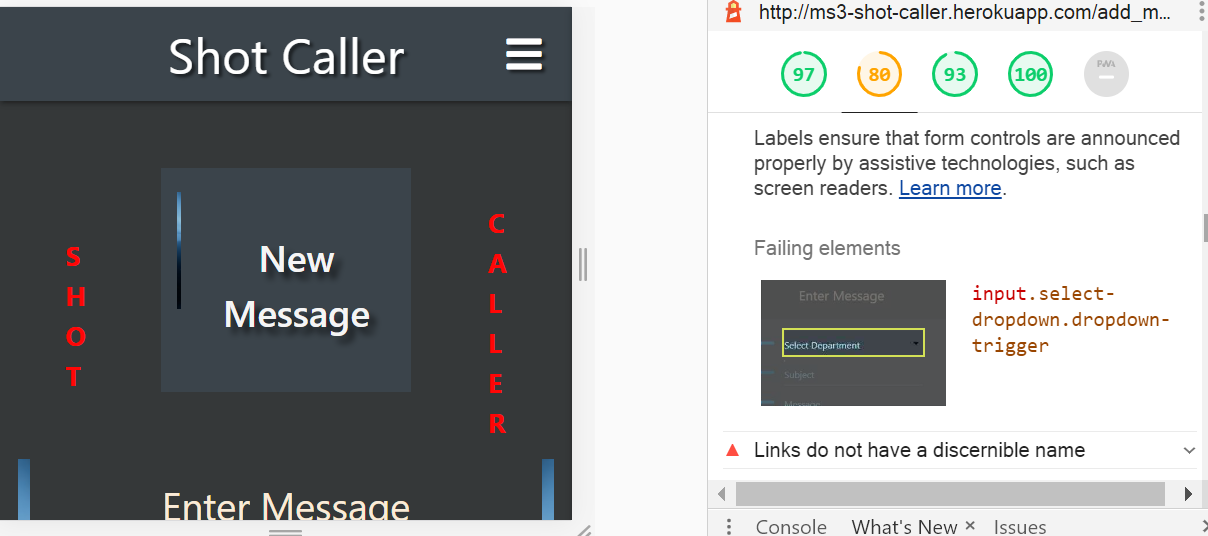 Shot Caller
New
Message
S
H
O
T
C
A
L
L
E
R
Enter Message
http://ms3-shot-caller.herokuapp.com/add_m...
97
80
93
100
PWA
Labels ensure that form controls are announced
properly by assistive technologies, such as
screen readers. Learn more.
Failing elements
Enter Message
Select Department
Subject
Message
input.select-
dropdown.dropdown-
trigger
Links do not have a discernible name
Console What's New × Issues